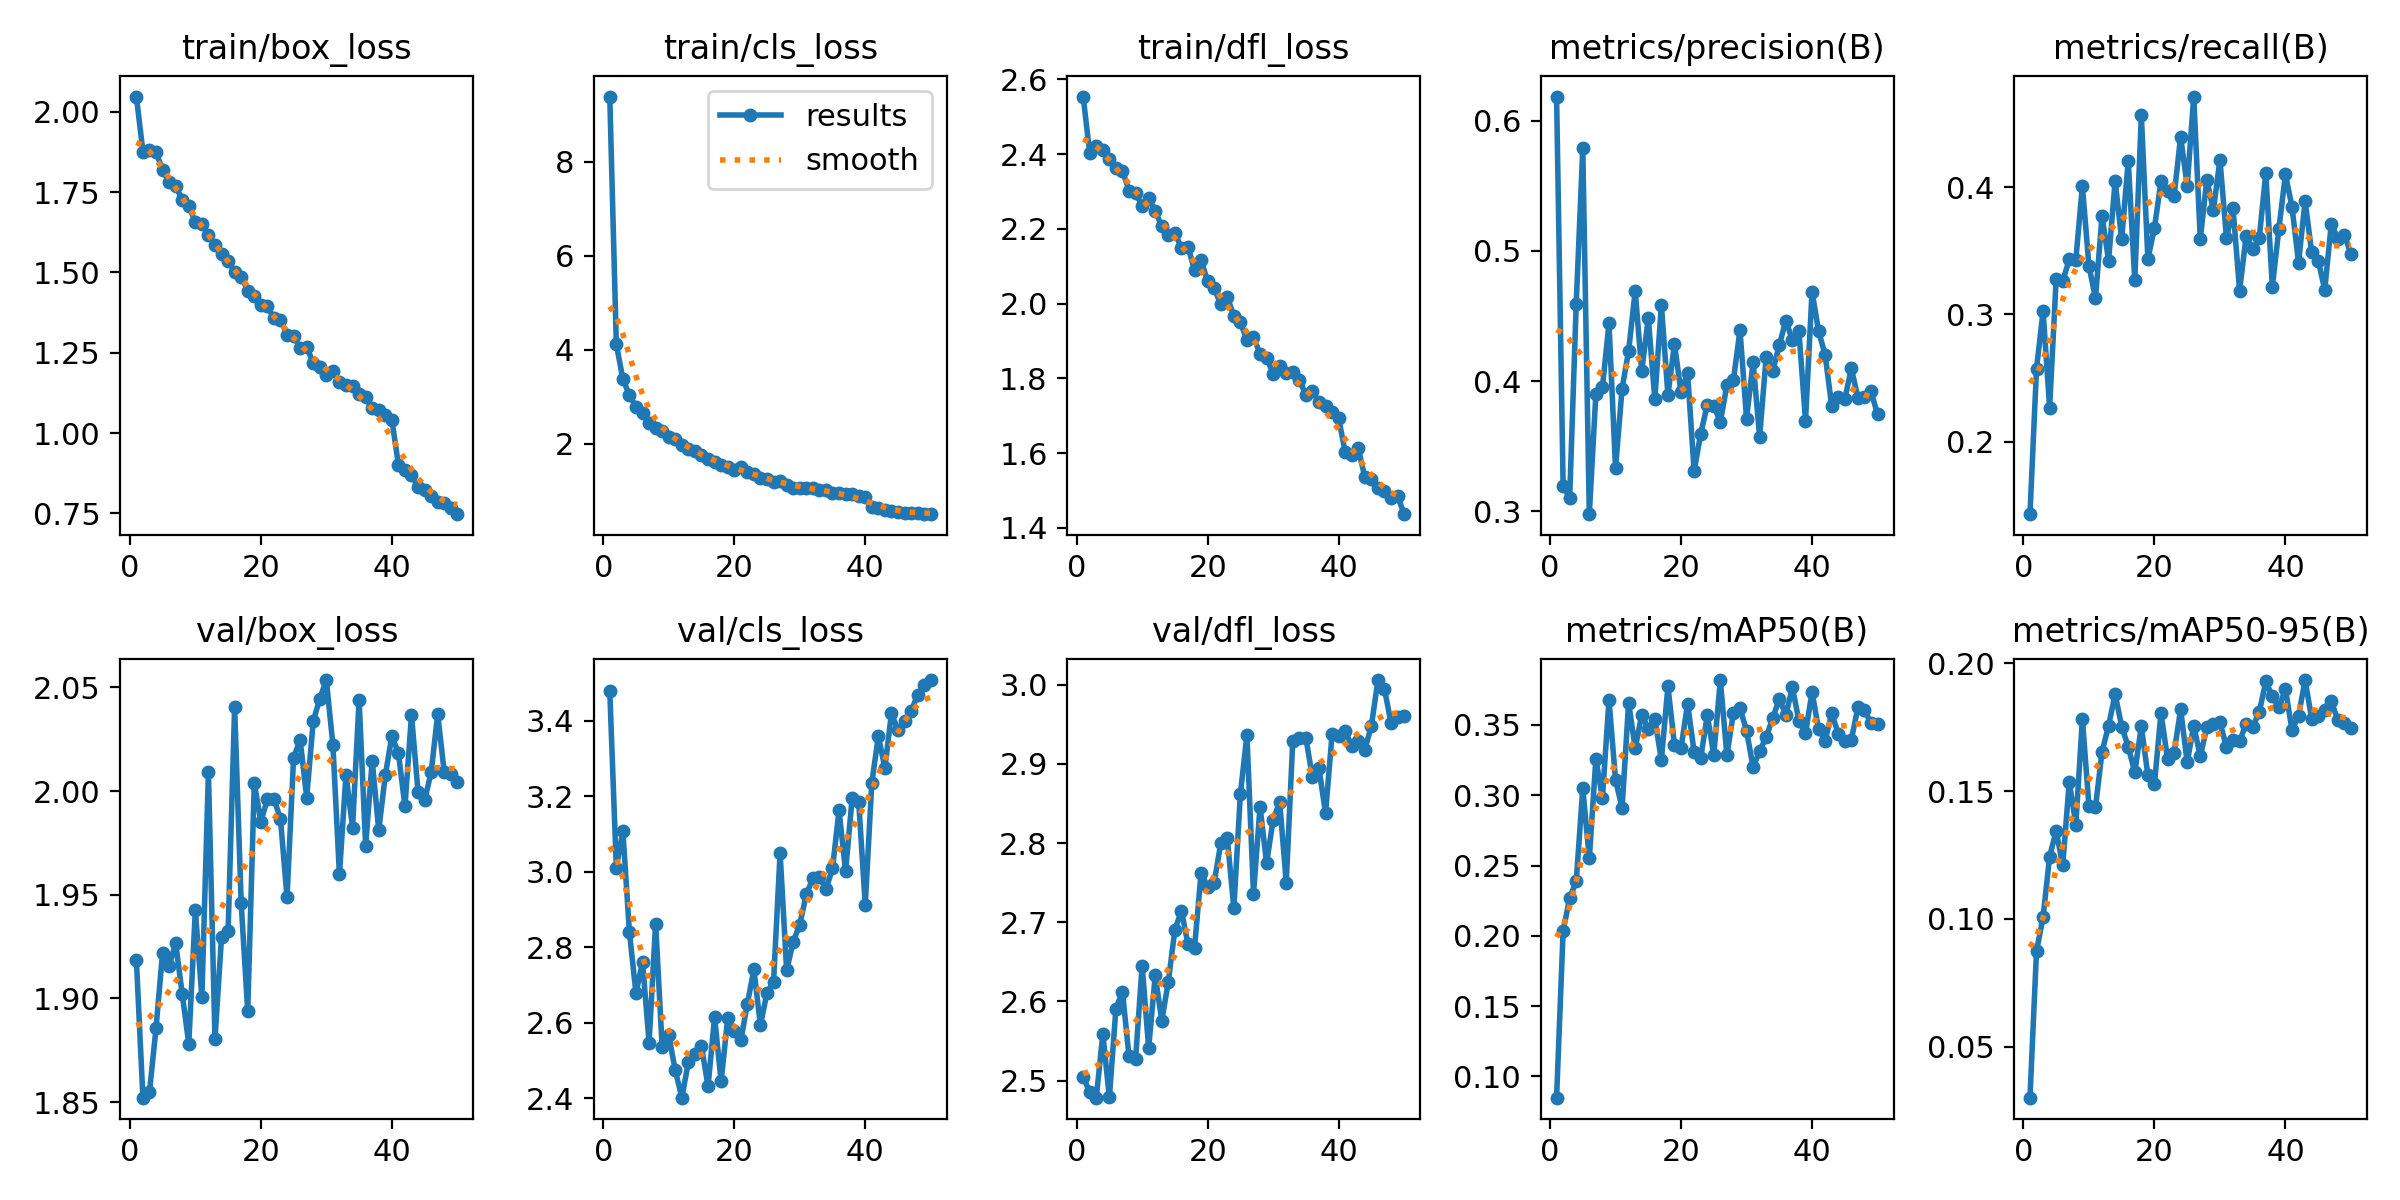 train/box_loss
2.00
1.75
1.50
1.25
1.00
0.75
0 20 40
train/cls_loss
results
smooth
8
6
4
2
0 20 40
train/dfl_loss
2.6
2.4
2.2
2.0
1.8
1.6
1.4
0 20 40
metrics/precision(B)
0.6
0.5
0.4
0.3
0 20 40
metrics/recall(B)
0.4
0.3
0.2
0 20 40
val/box_loss
2.05
2.00
1.95
1.90
1.85
0 20 40
val/cls_loss
3.4
3.2
3.0
2.8
2.6
2.4
0 20 40
val/dfl_loss
3.0
2.9
2.8
2.7
2.6
2.5
0 20 40
metrics/mAP50(B)
0.35
0.30
0.25
0.20
0.15
0.10
0 20 40
metrics/mAP50-95(B)
0.20
0.15
0.10
0.05
0 20 40